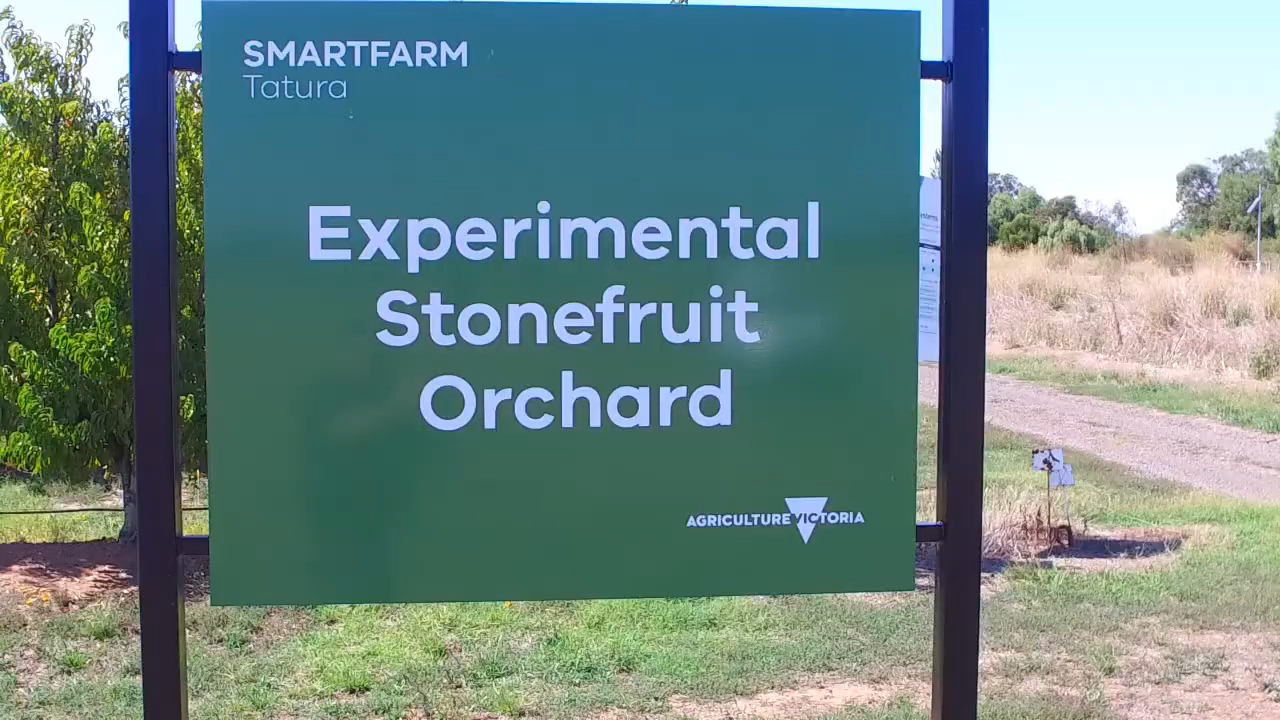 SMARTFARM
Tatura
Experimental
Stonefruit
Orchard
AGRICULTURE VICTORIA